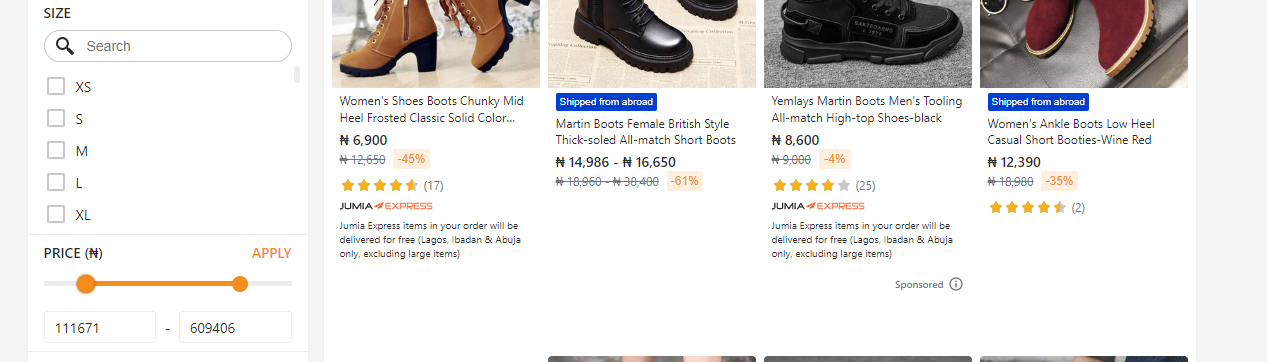 SIZE
Search
XS
S
M
L
XL
PRICE (₦)
APPLY
111671 - 609406
Women's Shoes Boots Chunky Mid
Heel Frosted Classic Solid Color...
₦ 6,900
₦ 12,650 -45%
(17)
JUMIA EXPRESS
Jumia Express items in your order will be
delivered for free (Lagos, Ibadan & Abuja
only, excluding large items)
Shipped from abroad
Martin Boots Female British Style
Thick-soled All-match Short Boots
₦ 14,986 - ₦ 16,650
₦ 18,960 - ₦ 38,400 -61%
Yemlays Martin Boots Men's Tooling
All-match High-top Shoes-black
₦ 8,600
₦ 9,000 -4%
(25)
JUMIA EXPRESS
Jumia Express items in your order will be
delivered for free (Lagos, Ibadan & Abuja
only, excluding large items)
Sponsored
Shipped from abroad
Women's Ankle Boots Low Heel
Casual Short Booties-Wine Red
₦ 12,390
₦ 18,980 -35%
(2)